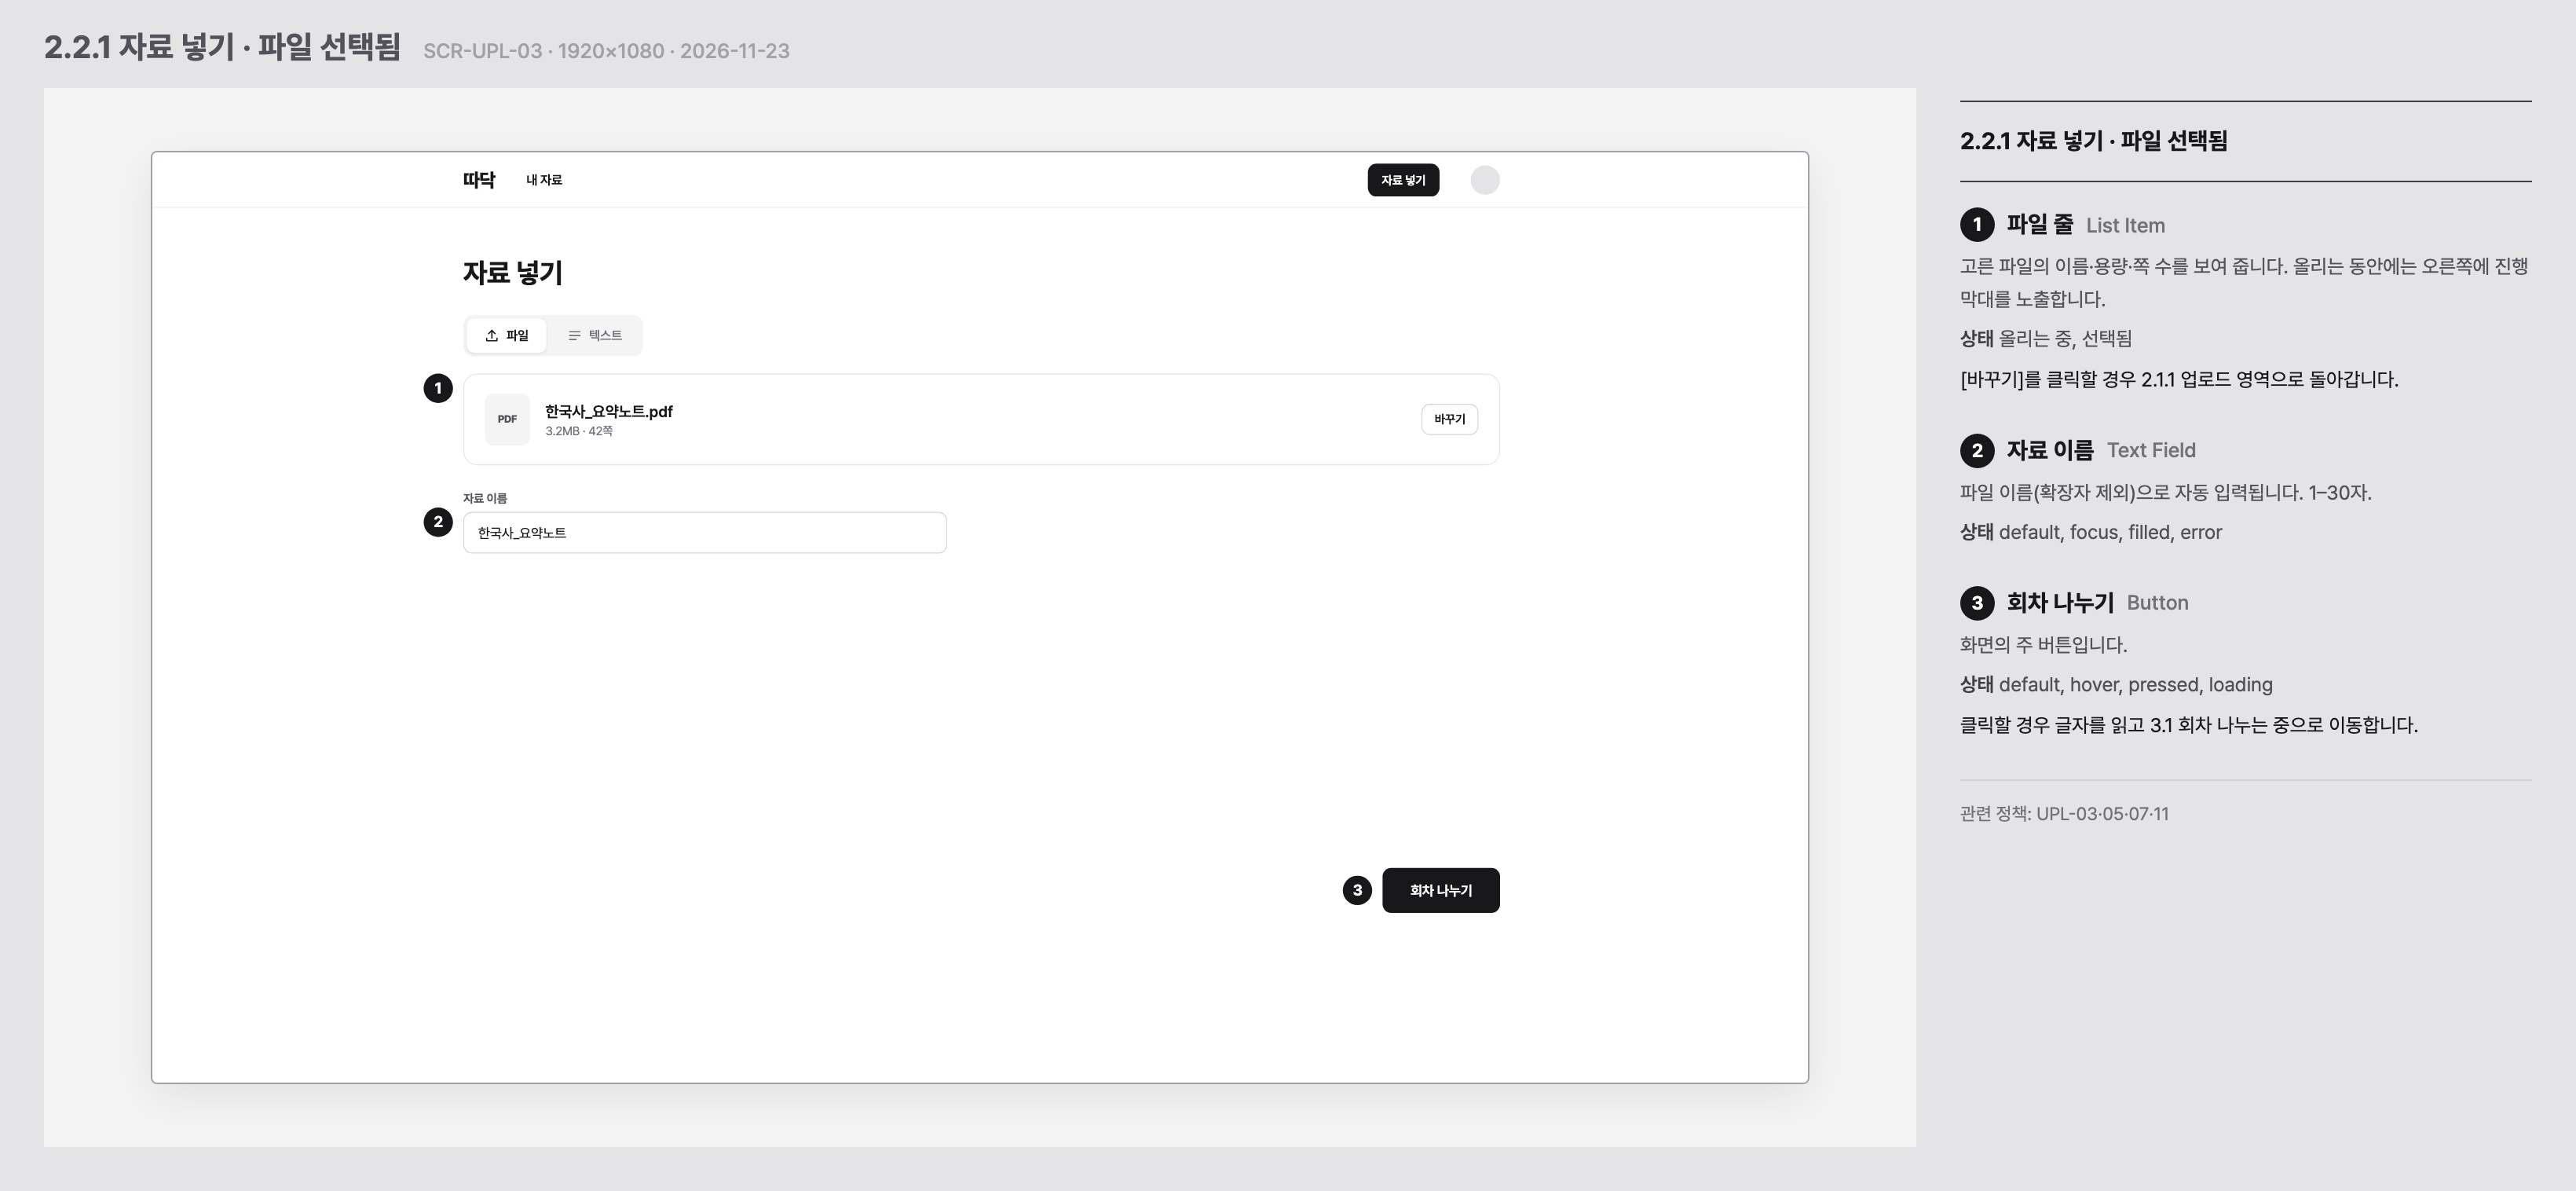 2.2.1 자료 넣기 · 파일 선택됨 SCR-UPL-03 · 1920×1080 · 2026-11-23
따닥 내 자료 자료 넣기
자료 넣기
파일 텍스트
1
PDF
한국사_요약노트.pdf
3.2MB · 42쪽
바꾸기
자료 이름
2
한국사_요약노트
3 회차 나누기
2.2.1 자료 넣기 · 파일 선택됨
1 파일 줄 List Item
고른 파일의 이름·용량·쪽 수를 보여 줍니다. 올리는 동안에는 오른쪽에 진행
막대를 노출합니다.
상태 올리는 중, 선택됨
[바꾸기]를 클릭할 경우 2.1.1 업로드 영역으로 돌아갑니다.
2 자료 이름 Text Field
파일 이름(확장자 제외)으로 자동 입력됩니다. 1–30자.
상태 default, focus, filled, error
3 회차 나누기 Button
화면의 주 버튼입니다.
상태 default, hover, pressed, loading
클릭할 경우 글자를 읽고 3.1 회차 나누는 중으로 이동합니다.
관련 정책: UPL-03·05·07·11